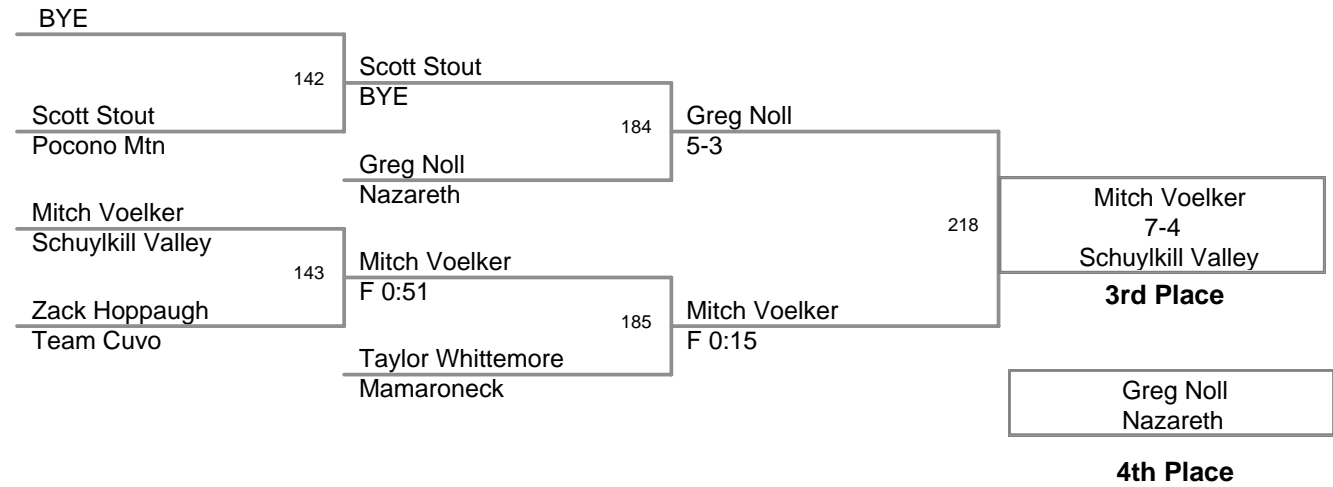 BYE
142
Scott Stout
Pocono Mtn
Scott Stout
BYE
184
Greg Noll
Nazareth
Greg Noll
5-3
Mitch Voelker
Schuylkill Valley
143
Zack Hoppaugh
Team Cuvo
Mitch Voelker
F 0:51
185
Taylor Whittemore
Mamaroneck
Mitch Voelker
F 0:15
218
Mitch Voelker
7-4
Schuylkill Valley
3rd Place
Greg Noll
Nazareth
4th Place